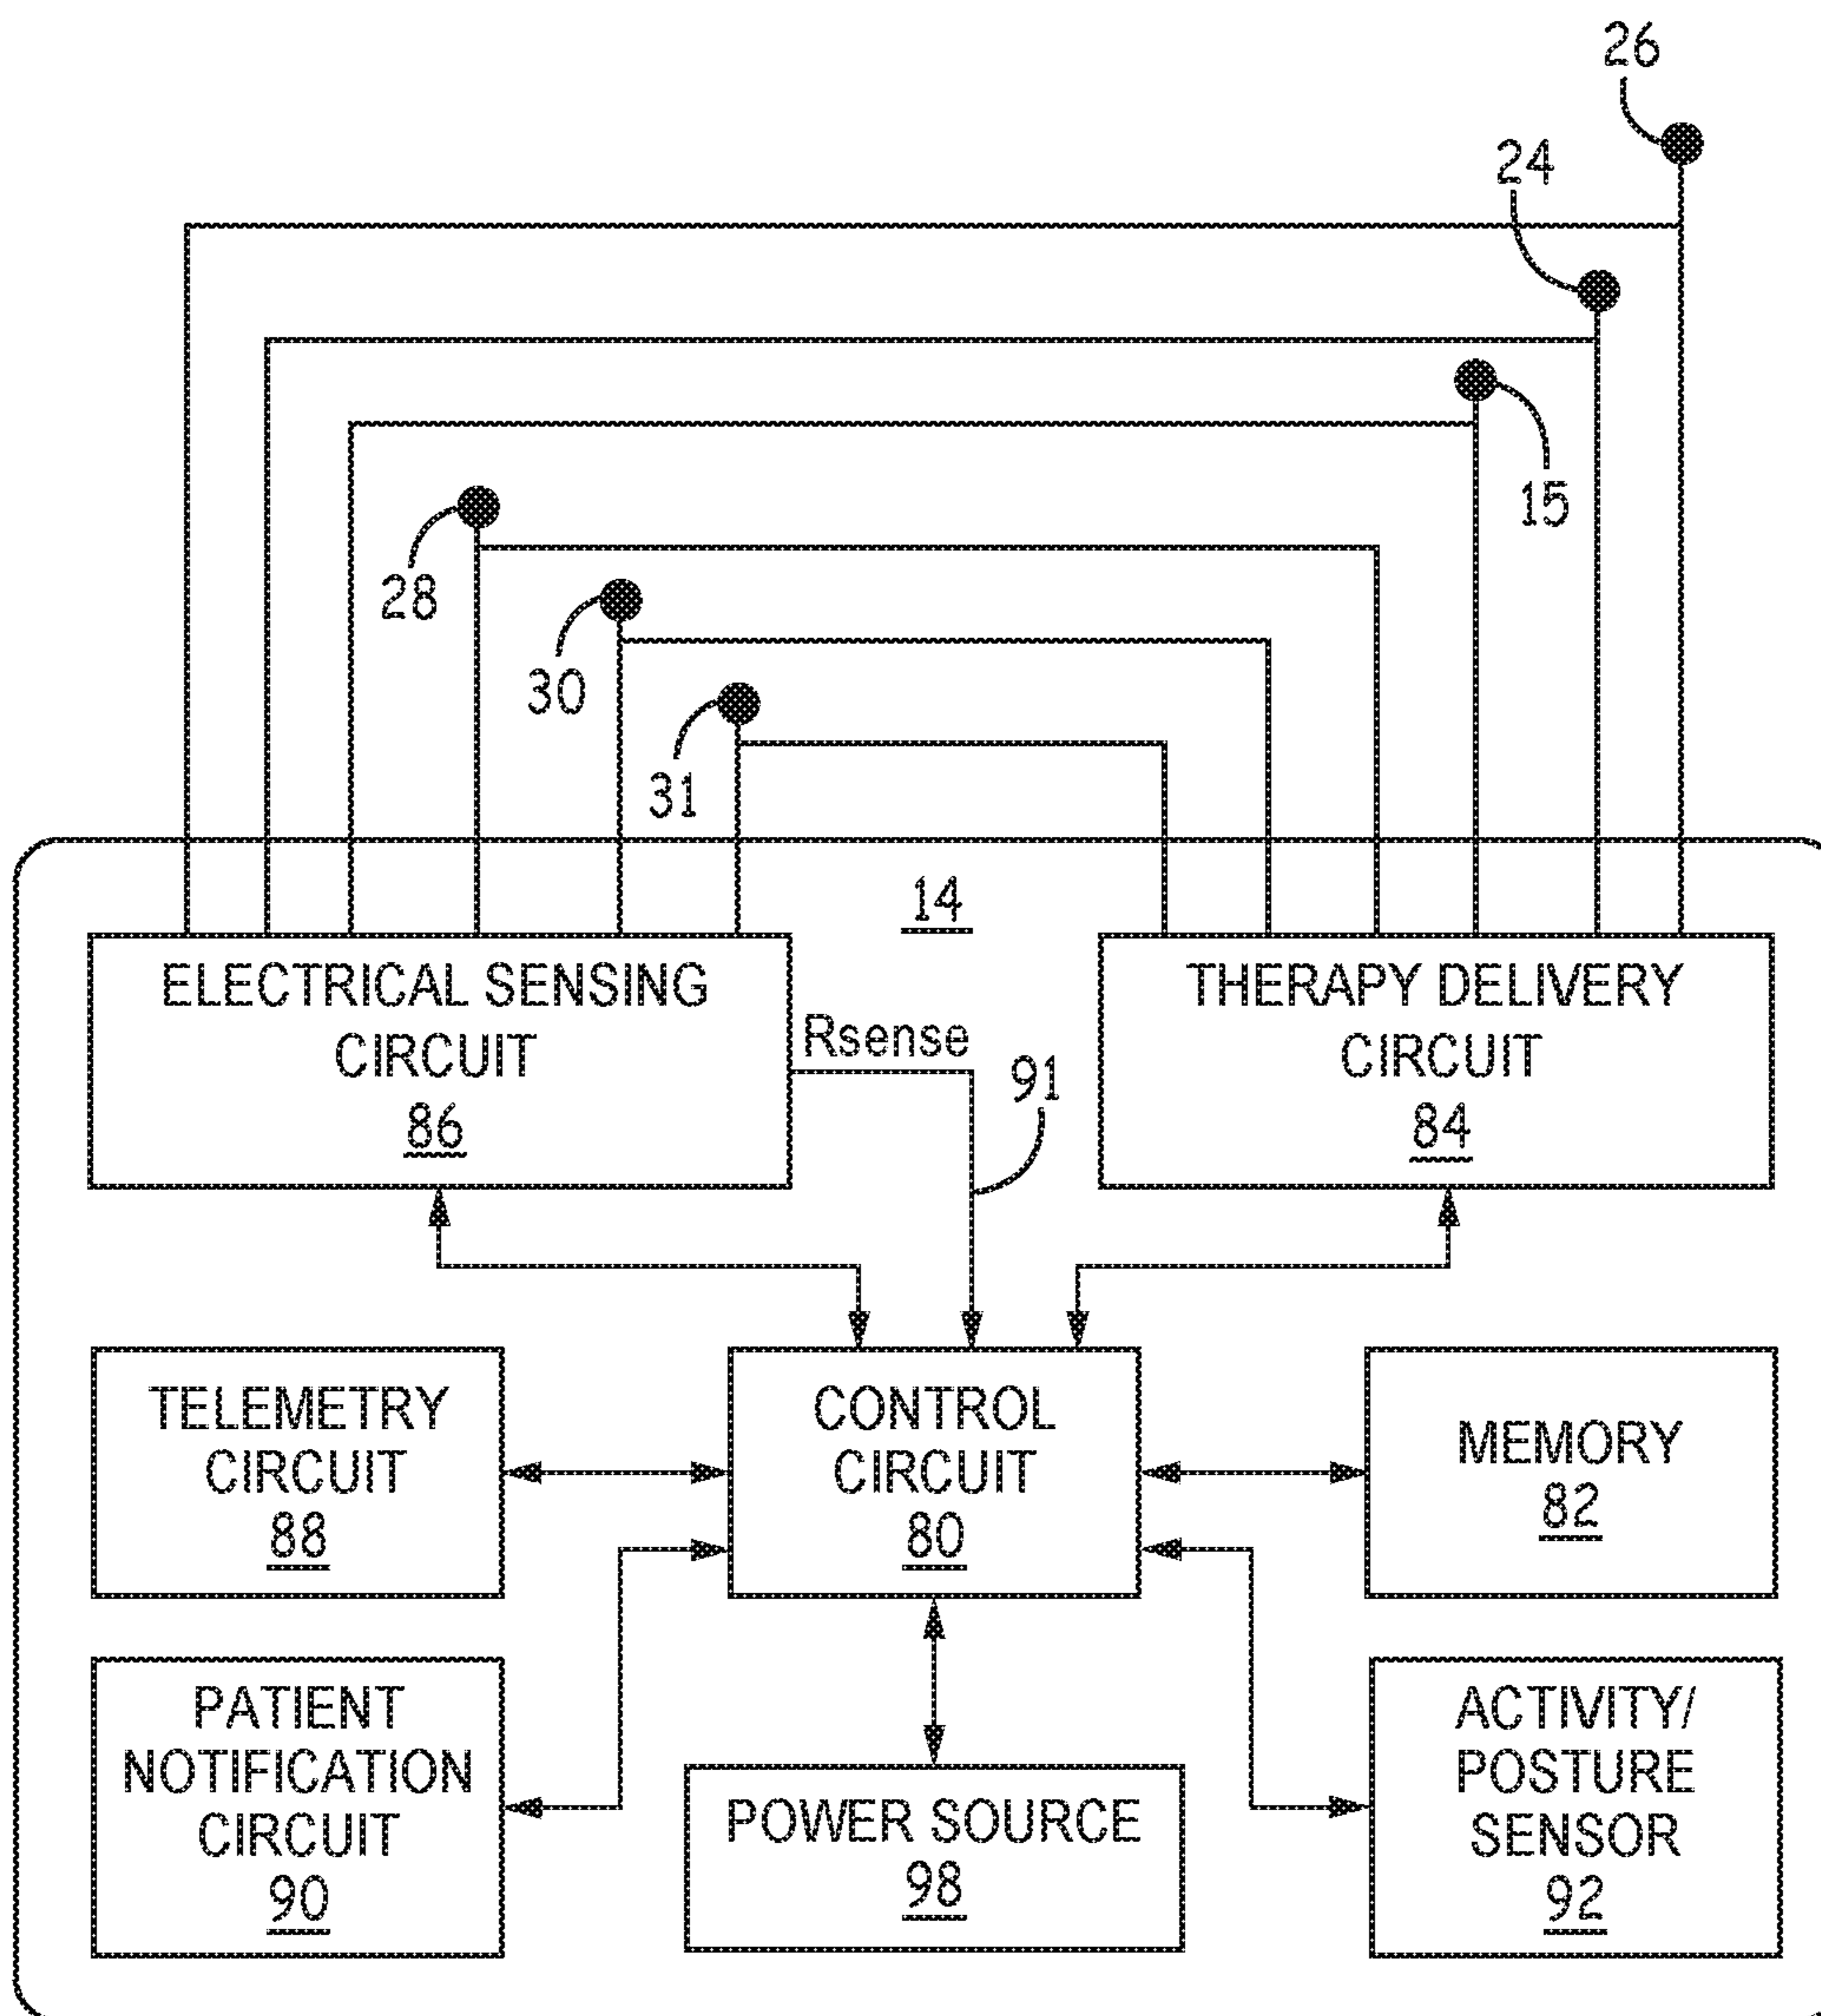 26
24
15
28
30
31
14
ELECTRICAL SENSING
CIRCUIT
86
Rsense
91
THERAPY DELIVERY
CIRCUIT
84
TELEMETRY
CIRCUIT
88
CONTROL
CIRCUIT
80
MEMORY
82
PATIENT
NOTIFICATION
CIRCUIT
90
POWER SOURCE
98
ACTIVITY/
POSTURE
SENSOR
92